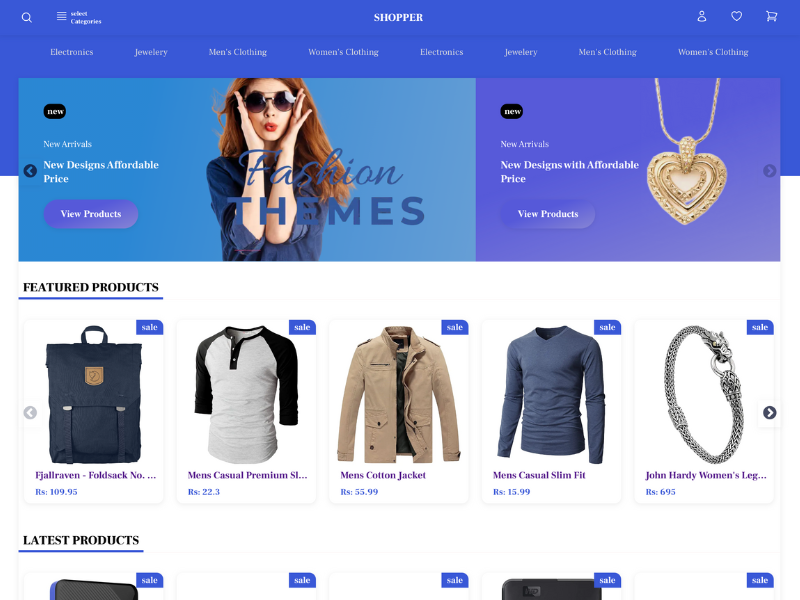 select
Categories
SHOPPER
Electronics
Jewelery
Men's Clothing
Women's Clothing
Electronics
Jewelery
Men's Clothing
Women's Clothing
new
New Arrivals
New Designs Affordable
Price
View Products
Fashion
THEMES
new
New Arrivals
New Designs with Affordable
Price
View Products
FEATURED PRODUCTS
sale
sale
sale
sale
sale
Fjallraven - Foldsack No. ...
Mens Casual Premium Sl...
Mens Cotton Jacket
Mens Casual Slim Fit
John Hardy Women's Leg...
Rs: 109.95
Rs: 22.3
Rs: 55.99
Rs: 15.99
Rs: 695
LATEST PRODUCTS
sale
sale
sale
sale
sale